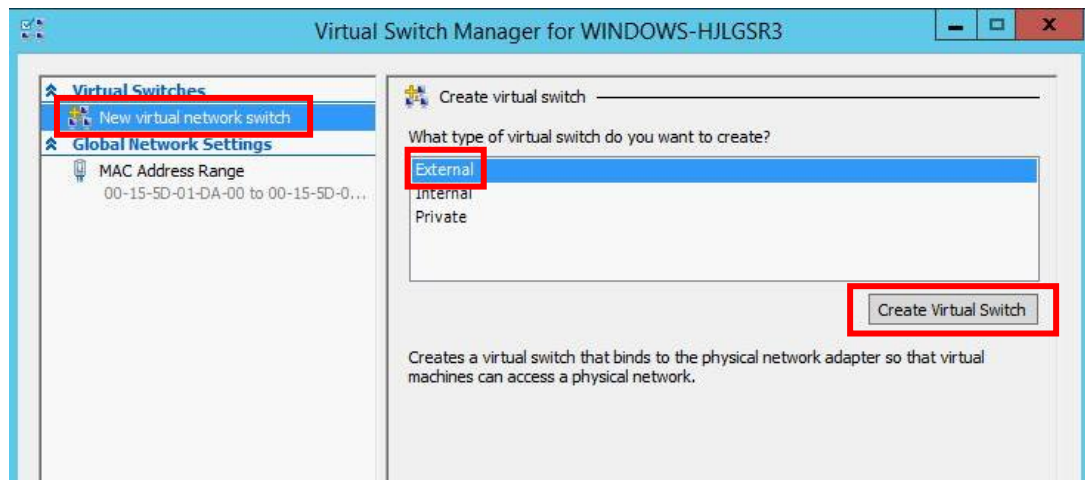 Virtual Switch Manager for WINDOWS-HJLGSR3
Virtual Switches
New virtual network switch
Global Network Settings
MAC Address Range
00-15-5D-01-DA-00 to 00-15-5D-0...
Create virtual switch
What type of virtual switch do you want to create?
External
Internal
Private
Create Virtual Switch
Creates a virtual switch that binds to the physical network adapter so that virtual
machines can access a physical network.